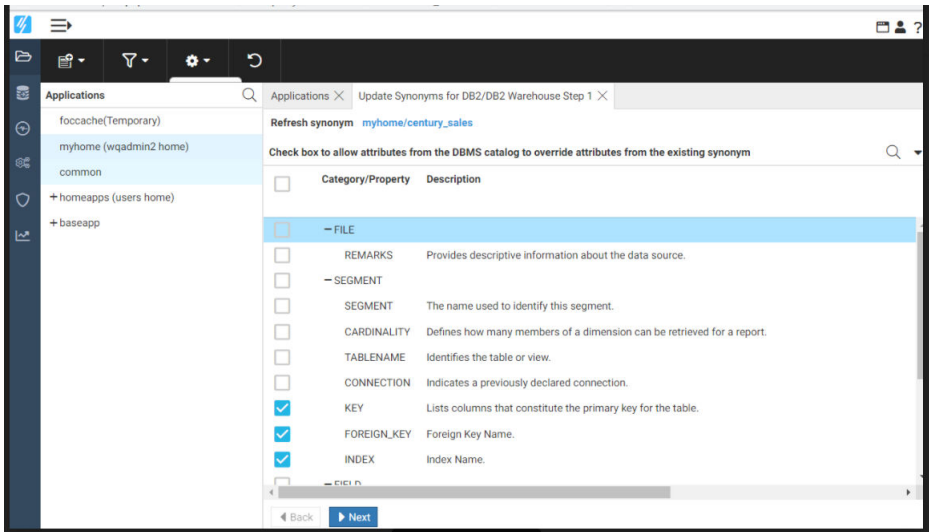 ?
Applications
Applications
Update Synonyms for DB2/DB2 Warehouse Step 1
foccache(Temporary)
myhome (wqadmin2 home)
common
+homeapps (users home)
+baseapp
Refresh synonym myhome/century_sales
Check box to allow attributes from the DBMS catalog to override attributes from the existing synonym
Category/Property Description
FILE
REMARKS Provides descriptive information about the data source.
SEGMENT
SEGMENT The name used to identify this segment.
CARDINALITY Defines how many members of a dimension can be retrieved for a report.
TABLENAME Identifies the table or view.
CONNECTION Indicates a previously declared connection.
KEY Lists columns that constitute the primary key for the table.
FOREIGN_KEY Foreign Key Name.
INDEX Index Name.
FIELD
Back Next